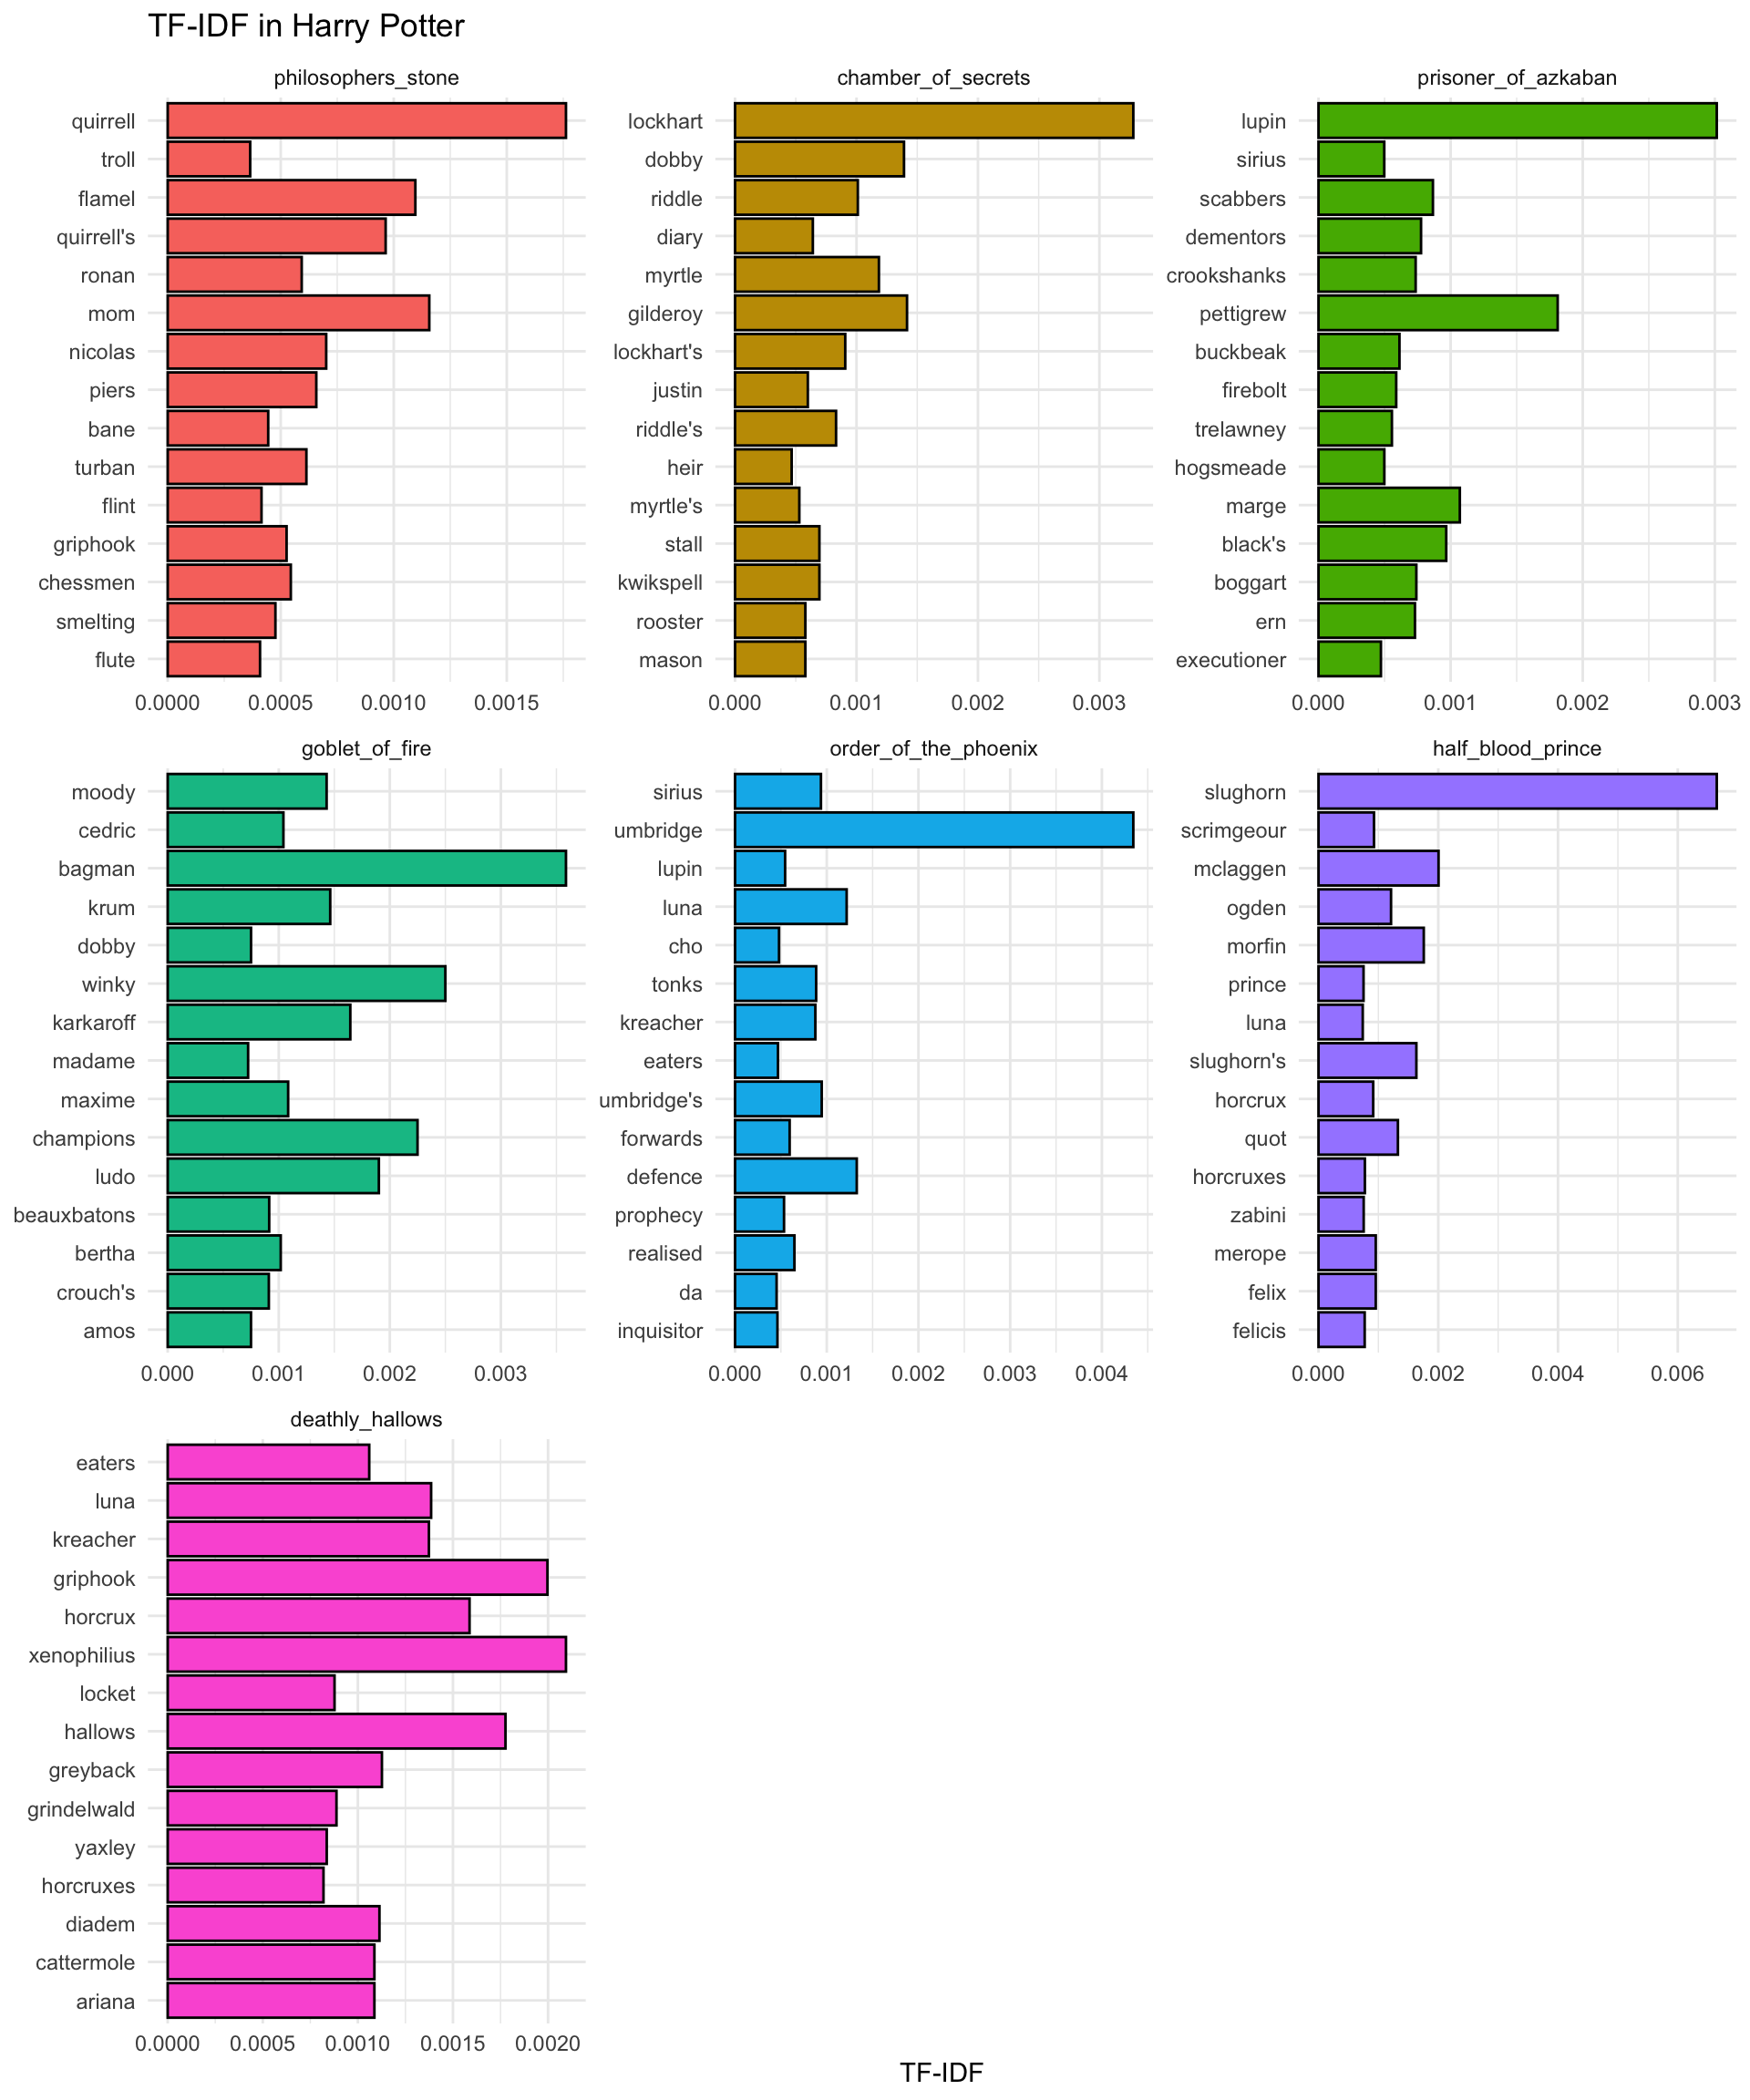 TF-IDF in Harry Potter
philosophers_stone
quirrell
troll
flamel
quirrell's
ronan
mom
nicolas
piers
bane
turban
flint
griphook
chessmen
smelting
flute
0.0000 0.0005 0.0010 0.0015
chamber_of_secrets
lockhart
dobby
riddle
diary
myrtle
gilderoy
lockhart's
justin
riddle's
heir
myrtle's
stall
kwikspell
rooster
mason
0.000 0.001 0.002 0.003
prisoner_of_azkaban
lupin
sirius
scabbers
dementors
crookshanks
pettigrew
buckbeak
firebolt
trelawney
hogsmeade
marge
black's
boggart
ern
executioner
0.000 0.001 0.002 0.003
goblet_of_fire
moody
cedric
bagman
krum
dobby
winky
karkaroff
madame
maxime
champions
ludo
beauxbatons
bertha
crouch's
amos
0.000 0.001 0.002 0.003
order_of_the_phoenix
sirius
umbridge
lupin
luna
cho
tonks
kreacher
eaters
umbridge's
forwards
defence
prophecy
realised
da
inquisitor
0.000 0.001 0.002 0.003 0.004
half_blood_prince
slughorn
scrimgeour
mclaggen
ogden
morfin
prince
luna
slughorn's
horcrux
quot
horcruxes
zabini
merope
felix
felicis
0.000 0.002 0.004 0.006
deathly_hallows
eaters
luna
kreacher
griphook
horcrux
xenophilius
locket
hallows
greyback
grindelwald
yaxley
horcruxes
diadem
cattermole
ariana
0.0000 0.0005 0.0010 0.0015 0.0020
TF-IDF